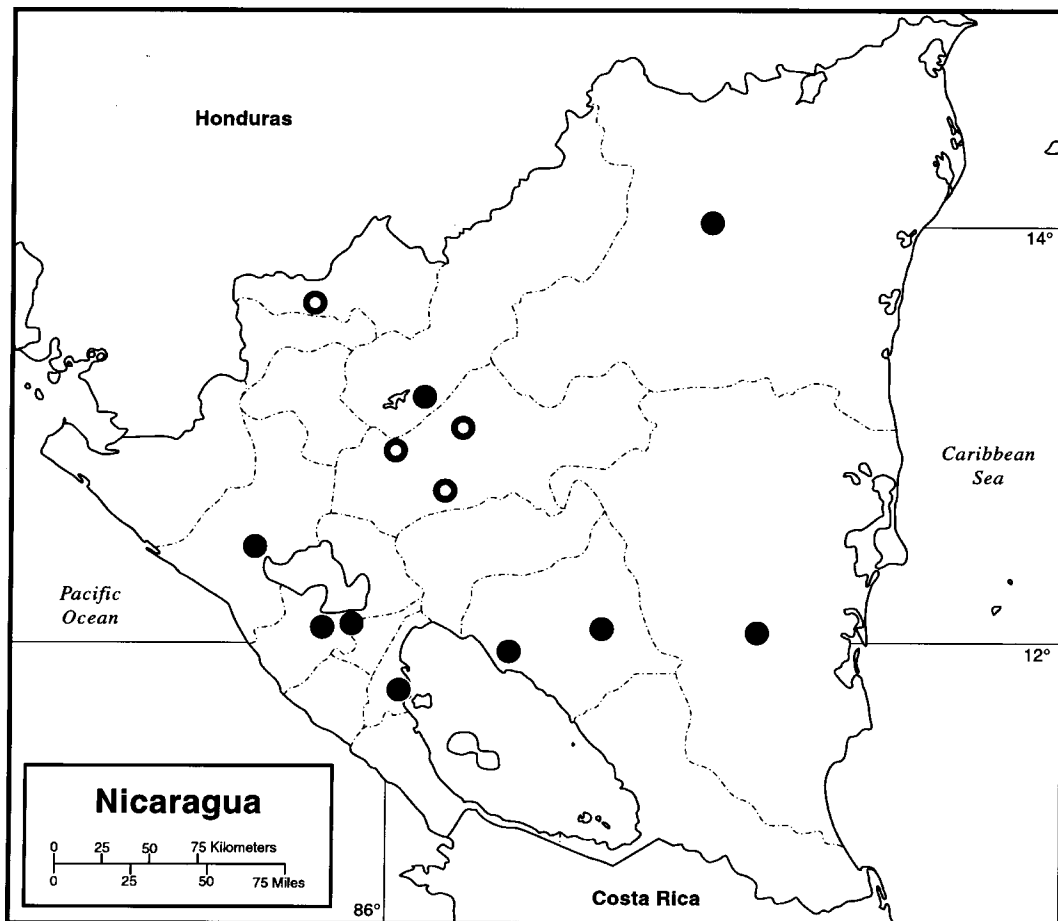 Honduras
14°
Caribbean
Sea
Pacific
Ocean
12°
Nicaragua
0 25 50 75 Kilometers
0 25 50 75 Miles
86°
Costa Rica